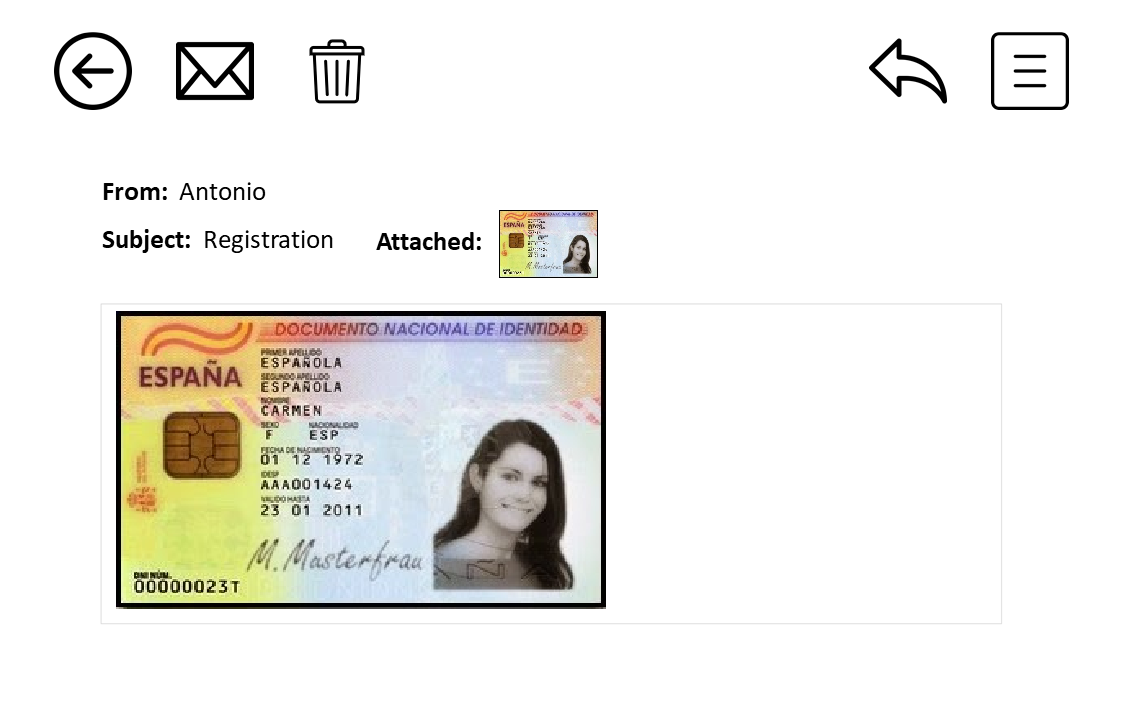 From: Antonio
Subject: Registration
Attached:
DOCUMENTO NACIONAL DE IDENTIDAD
ESPAÑA
PRIMER APELLIDO
ESPAÑOLA
SEGUNDO APELLIDO
ESPAÑOLA
NOMBRE
CARMEN
SEXO NACIONALIDAD
F ESP
FECHA DE NACIMIENTO
01 12 1972
IDESP
AAA001424
VALIDO HASTA
23 01 2011
M. Musterfrau
DNI NÚM.
00000023T